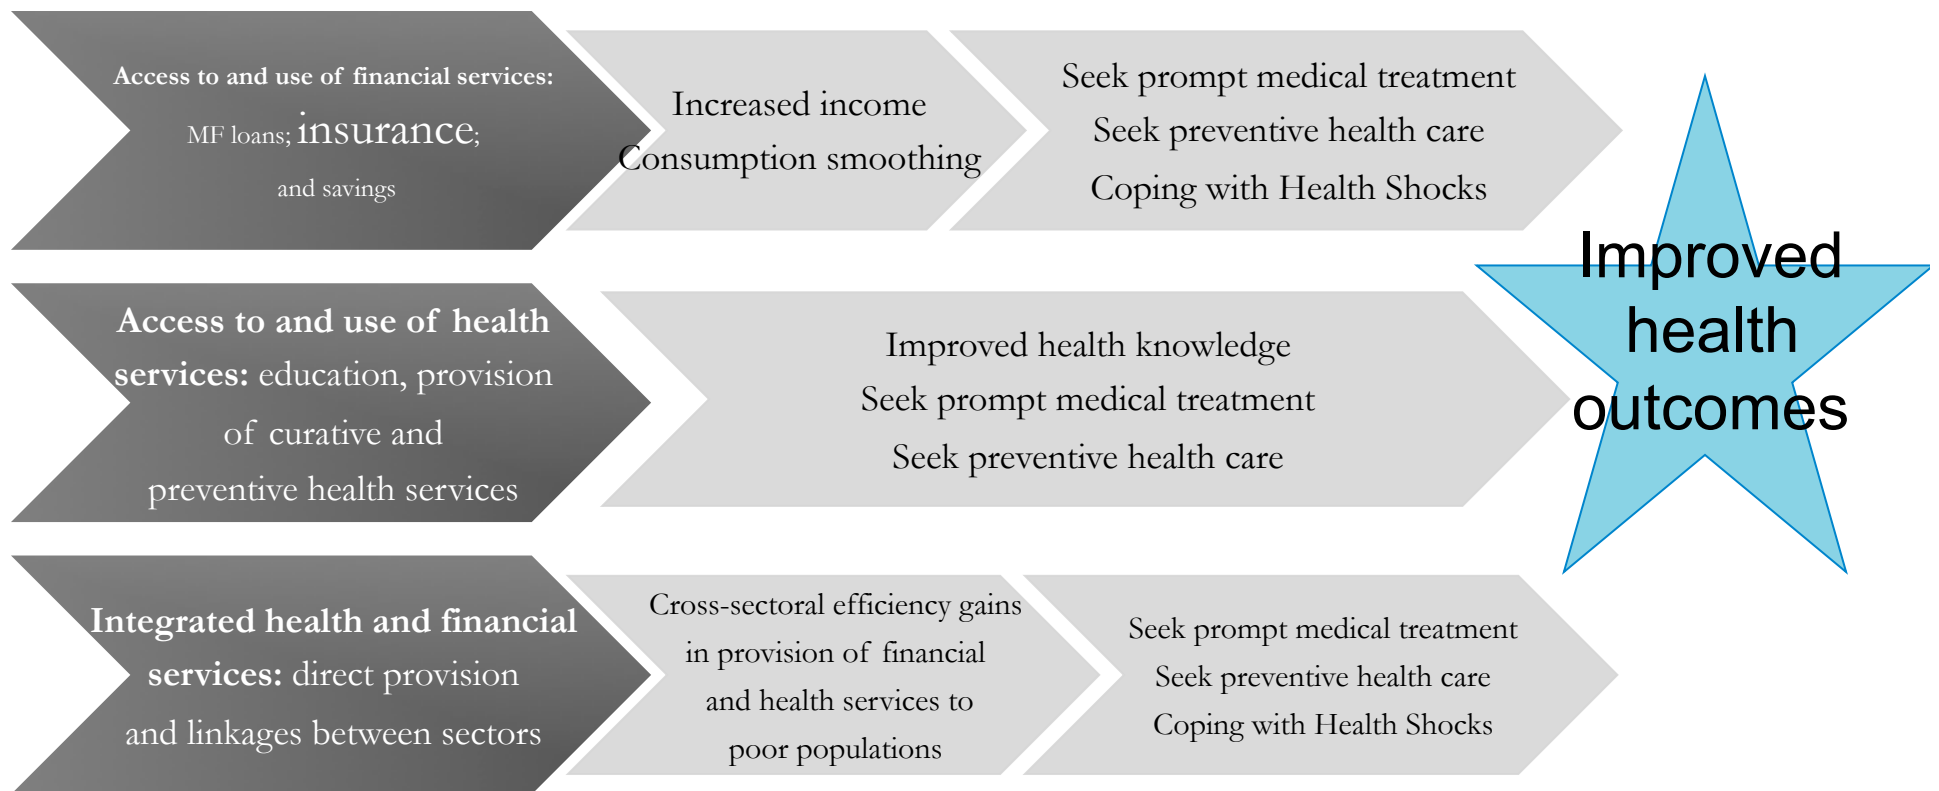 Access to and use of financial services:
MF loans; insurance;
and savings
Increased income
Consumption smoothing
Seek prompt medical treatment
Seek preventive health care
Coping with Health Shocks
Access to and use of health
services: education, provision
of curative and
preventive health services
Improved health knowledge
Seek prompt medical treatment
Seek preventive health care
Integrated health and financial
services: direct provision
and linkages between sectors
Cross-sectoral efficiency gains
in provision of financial
and health services to
poor populations
Seek prompt medical treatment
Seek preventive health care
Coping with Health Shocks
Improved
health
outcomes